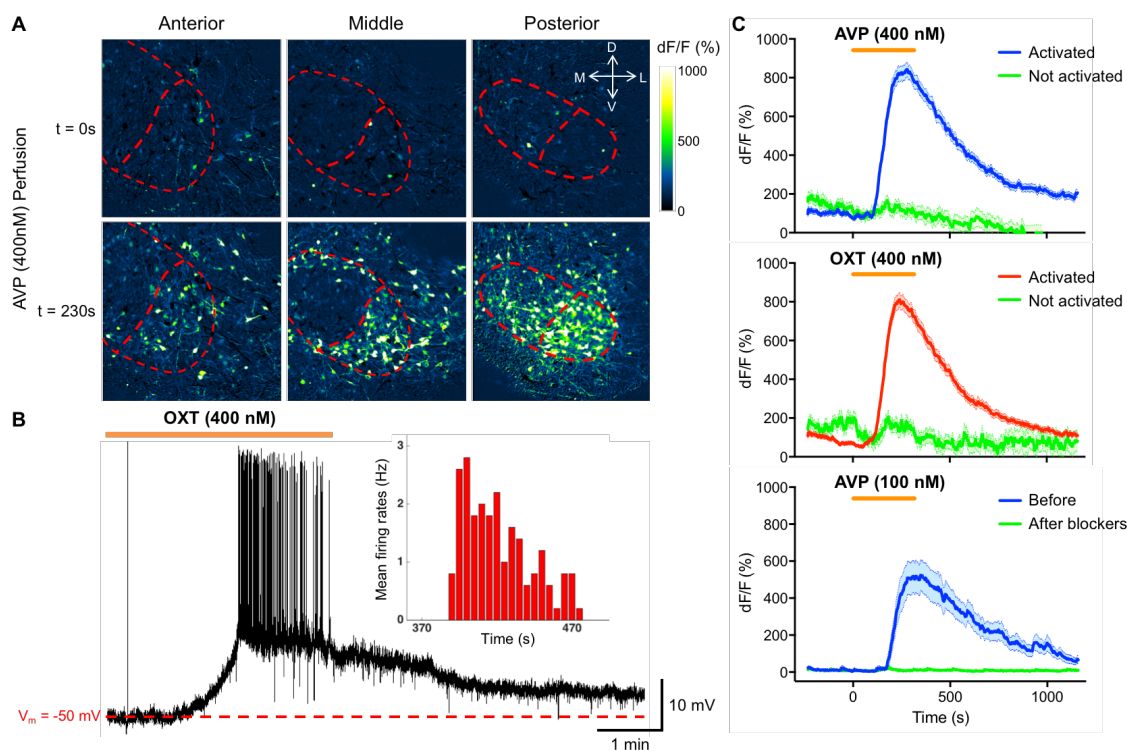 A
Anterior
Middle
Posterior
dF/F (%)
1000
500
0
D
M
L
V
AVP (400nM) Perfusion
t = 0s
t = 230s
B
OXT (400 nM)
Mean firing rates (Hz)
3
2
1
0
370
470
Time (s)
Vm = -50 mV
10 mV
1 min
C
AVP (400 nM)
Activated
Not activated
dF/F (%)
1000
800
600
400
200
0
OXT (400 nM)
Activated
Not activated
dF/F (%)
1000
800
600
400
200
0
AVP (100 nM)
Before
After blockers
dF/F (%)
1000
800
600
400
200
0
0
500
1000
Time (s)